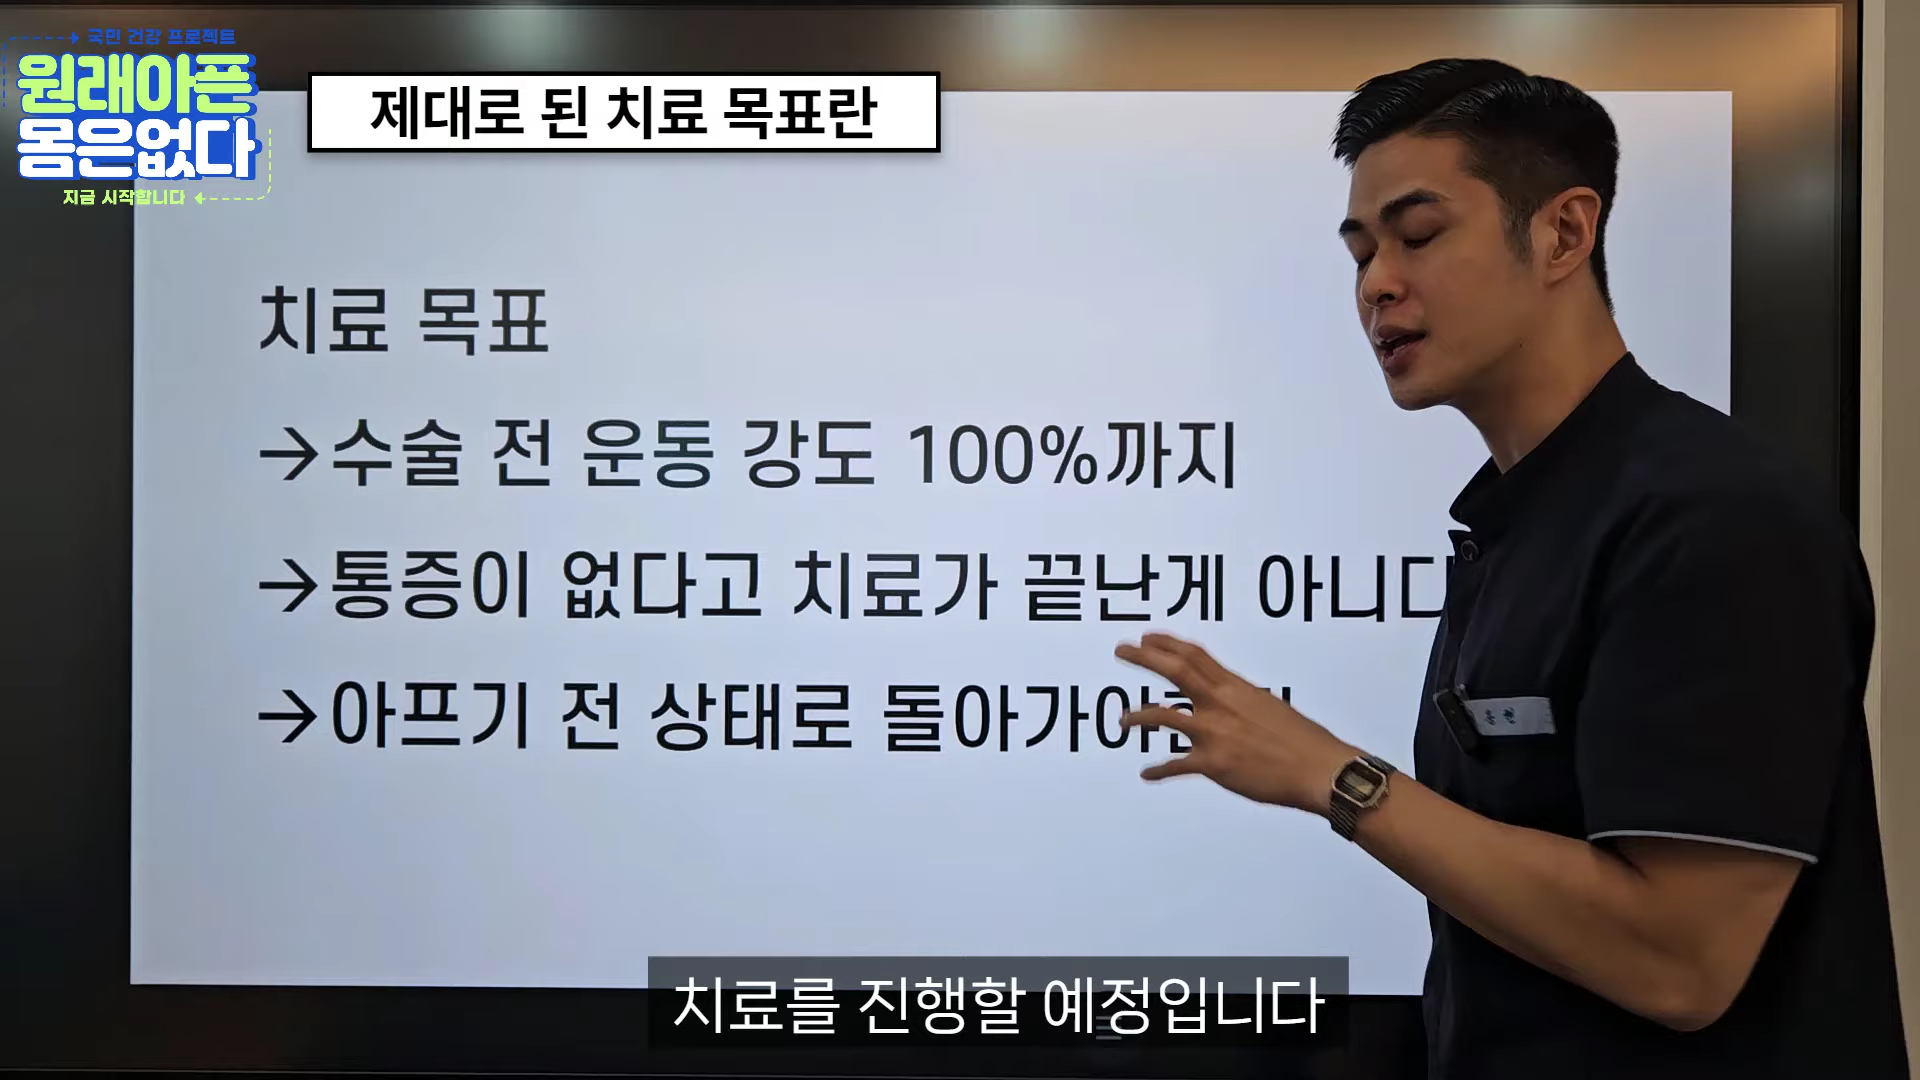 국민 건강 프로젝트
원래아픈
몸은없다
지금 시작합니다
제대로 된 치료 목표란
치료 목표
→수술 전 운동 강도 100%까지
→통증이 없다고 치료가 끝난게 아니다
→아프기 전 상태로 돌아가야
치료를 진행할 예정입니다